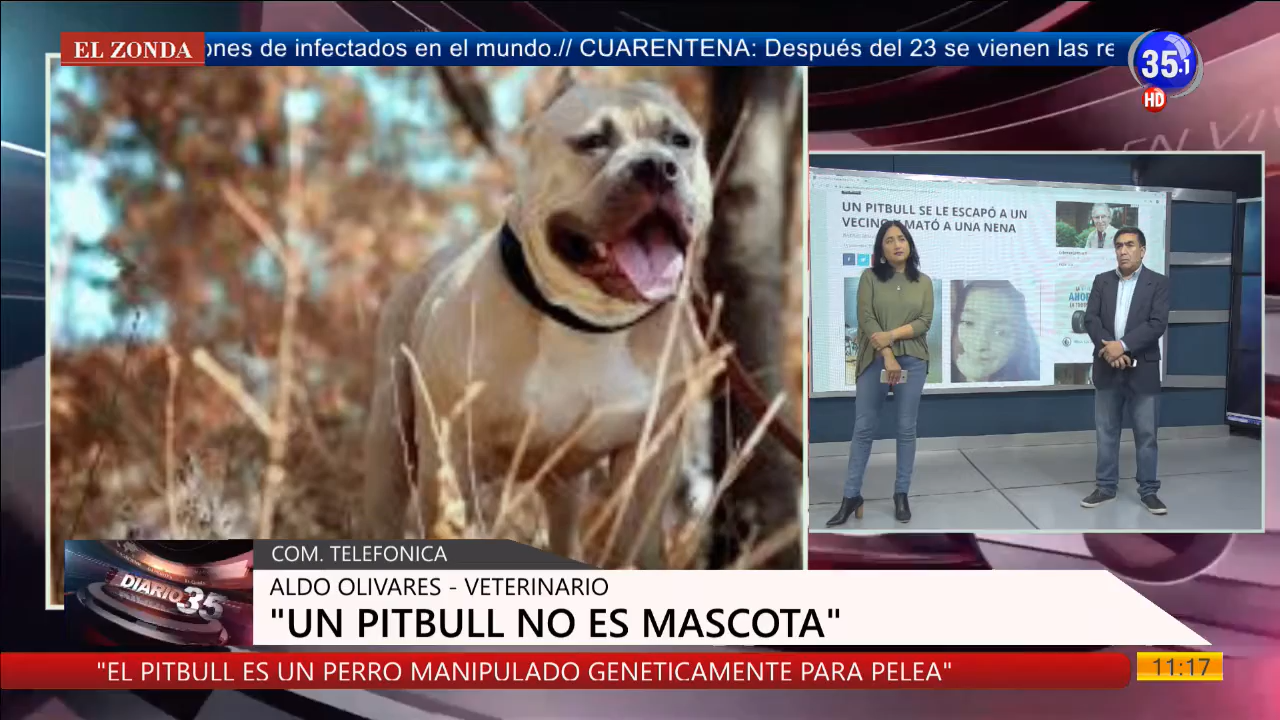 EL ZONDA
ones de infectados en el mundo.// CUARENTENA: Después del 23 se vienen las re
35.1
HD
EN VIV
UN PITBULL SE LE ESCAPÓ A UN
VECINO Y MATÓ A UNA NENA
COM. TELEFONICA
DIARIO 35
ALDO OLIVARES - VETERINARIO
"UN PITBULL NO ES MASCOTA"
"EL PITBULL ES UN PERRO MANIPULADO GENETICAMENTE PARA PELEA"
11:17